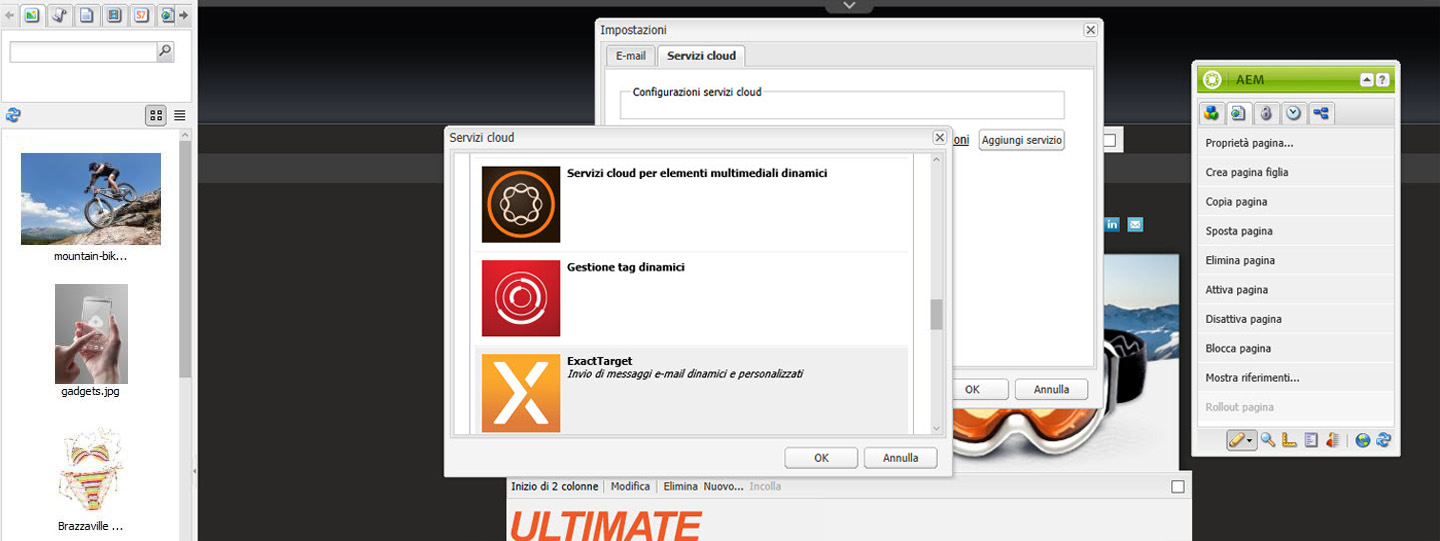 S7
mountain-bik...
gadgets.jpg
Brazzaville ...
Impostazioni
E-mail
Servizi cloud
Configurazioni servizi cloud
oni
Aggiungi servizio
OK
Annulla
Servizi cloud
Servizi cloud per elementi multimediali dinamici
Gestione tag dinamici
ExactTarget
Invio di messaggi e-mail dinamici e personalizzati
OK
Annulla
in
Inizio di 2 colonne | Modifica | Elimina Nuovo... Incolla
ULTIMATE
AEM
?
Proprietà pagina...
Crea pagina figlia
Copia pagina
Sposta pagina
Elimina pagina
Attiva pagina
Disattiva pagina
Blocca pagina
Mostra riferimenti...
Rollout pagina